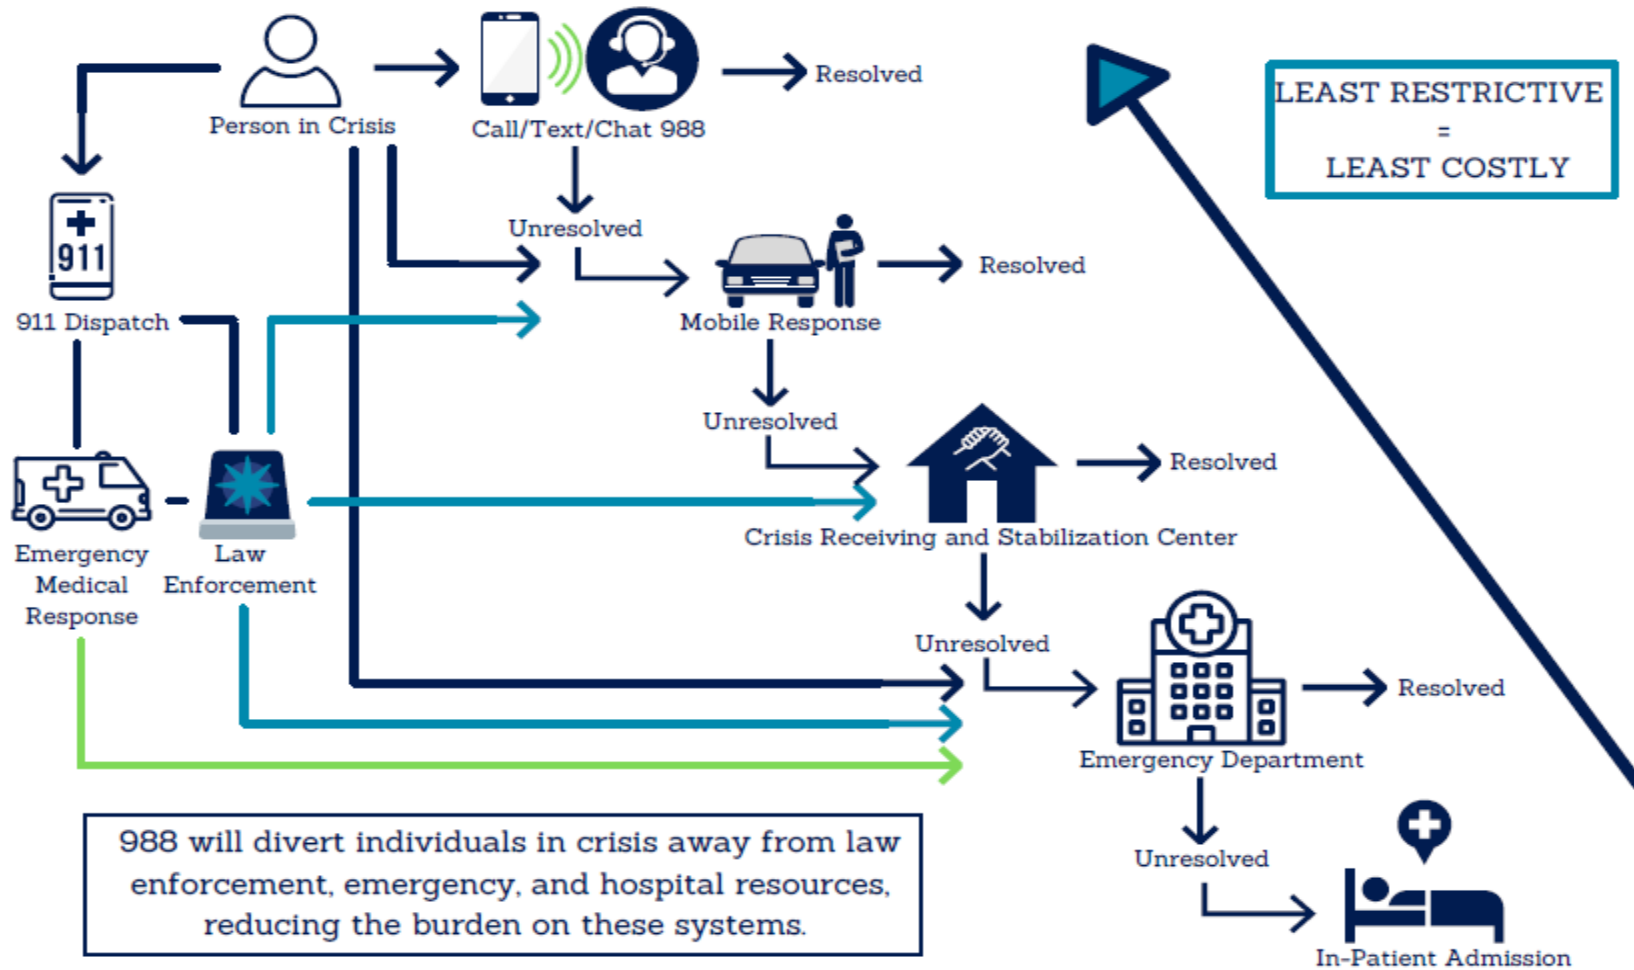 Person in Crisis
Call/Text/Chat 988
Resolved
LEAST RESTRICTIVE
=
LEAST COSTLY
911
911 Dispatch
Unresolved
Mobile Response
Resolved
Unresolved
Crisis Receiving and Stabilization Center
Resolved
Emergency
Medical
Response
Law
Enforcement
Unresolved
Emergency Department
Resolved
Unresolved
In-Patient Admission
988 will divert individuals in crisis away from law
enforcement, emergency, and hospital resources,
reducing the burden on these systems.